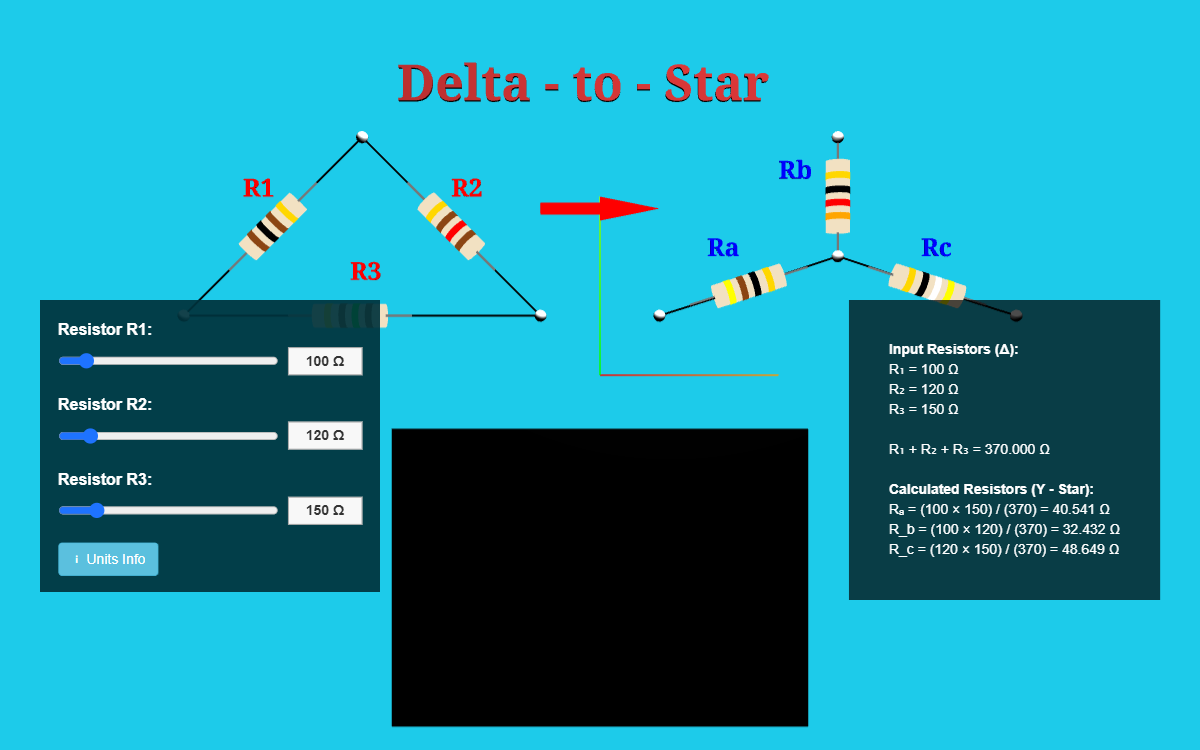 Delta - to - Star
R1
R2
R3
Rb
Ra
Rc
Resistor R1:
100 Ω
Resistor R2:
120 Ω
Resistor R3:
150 Ω
ℹ Units Info
Input Resistors (Δ):
R₁ = 100 Ω
R₂ = 120 Ω
R₃ = 150 Ω
R₁ + R₂ + R₃ = 370.000 Ω
Calculated Resistors (Y - Star):
Rₐ = (100 × 150) / (370) = 40.541 Ω
R_b = (100 × 120) / (370) = 32.432 Ω
R_c = (120 × 150) / (370) = 48.649 Ω